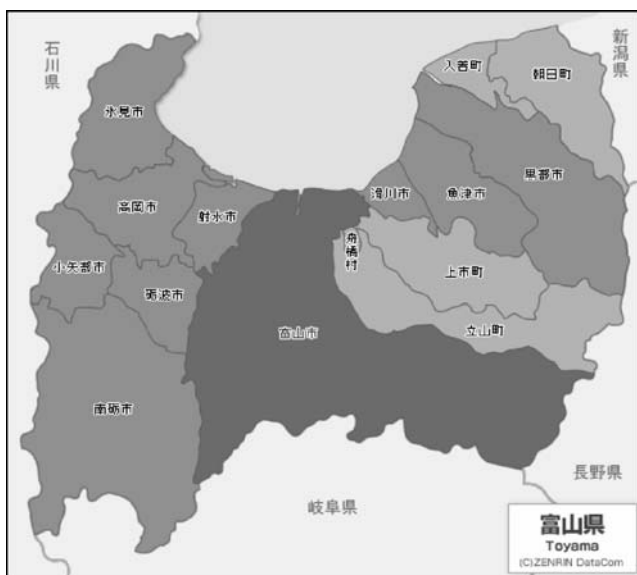 石川県
新潟県
入善町
朝日町
氷見市
黒部市
滑川市
魚津市
高岡市
射水市
舟橋村
上市町
小矢部市
砺波市
富山市
立山町
南砺市
長野県
岐阜県
富山県
Toyama
(C)ZENRIN DataCom